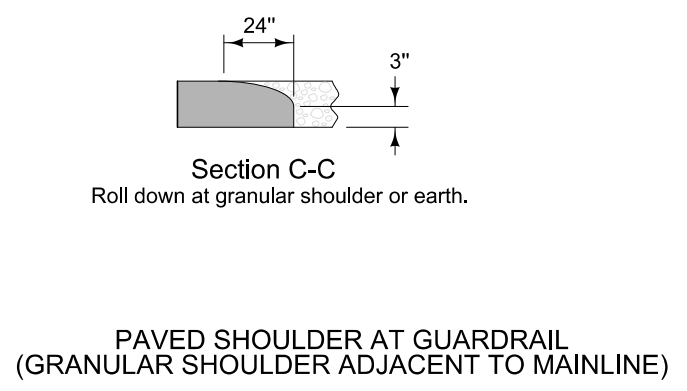 24"
3"
Section C-C
Roll down at granular shoulder or earth.
PAVED SHOULDER AT GUARDRAIL
(GRANULAR SHOULDER ADJACENT TO MAINLINE)